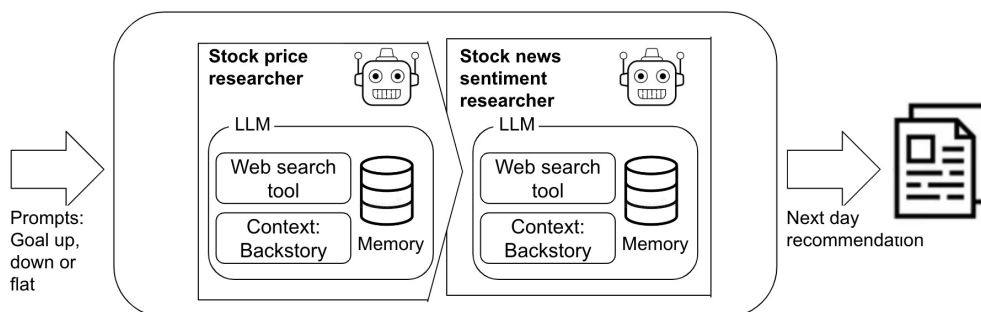 Stock price
researcher
LLM
Web search
tool
Context:
Backstory
Memory
Stock news
sentiment
researcher
LLM
Web search
tool
Context:
Backstory
Memory
Prompts:
Goal up,
down or
flat
Next day
recommendation